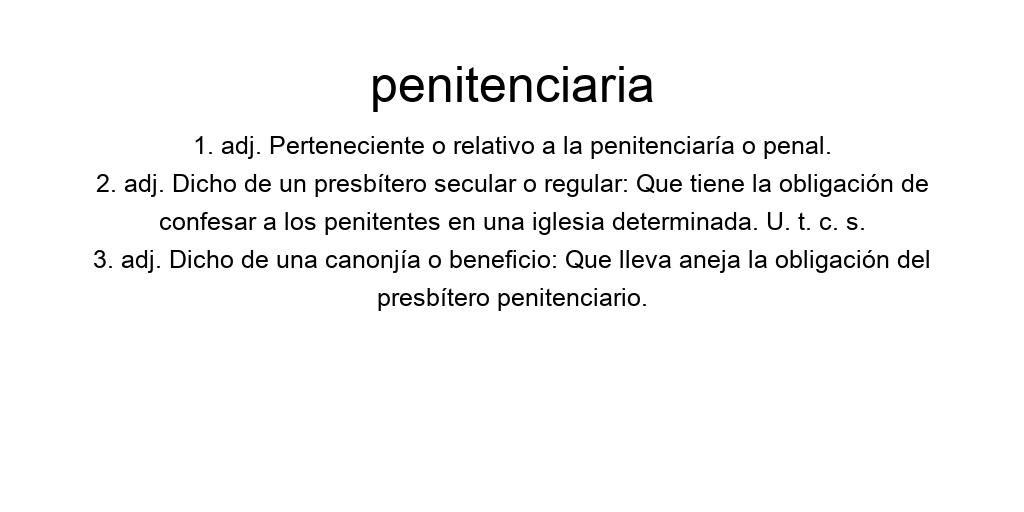 penitenciaria
1. adj. Perteneciente o relativo a la penitenciaría o penal.
2. adj. Dicho de un presbítero secular o regular: Que tiene la obligación de
confesar a los penitentes en una iglesia determinada. U. t. c. s.
3. adj. Dicho de una canonjía o beneficio: Que lleva aneja la obligación del
presbítero penitenciario.